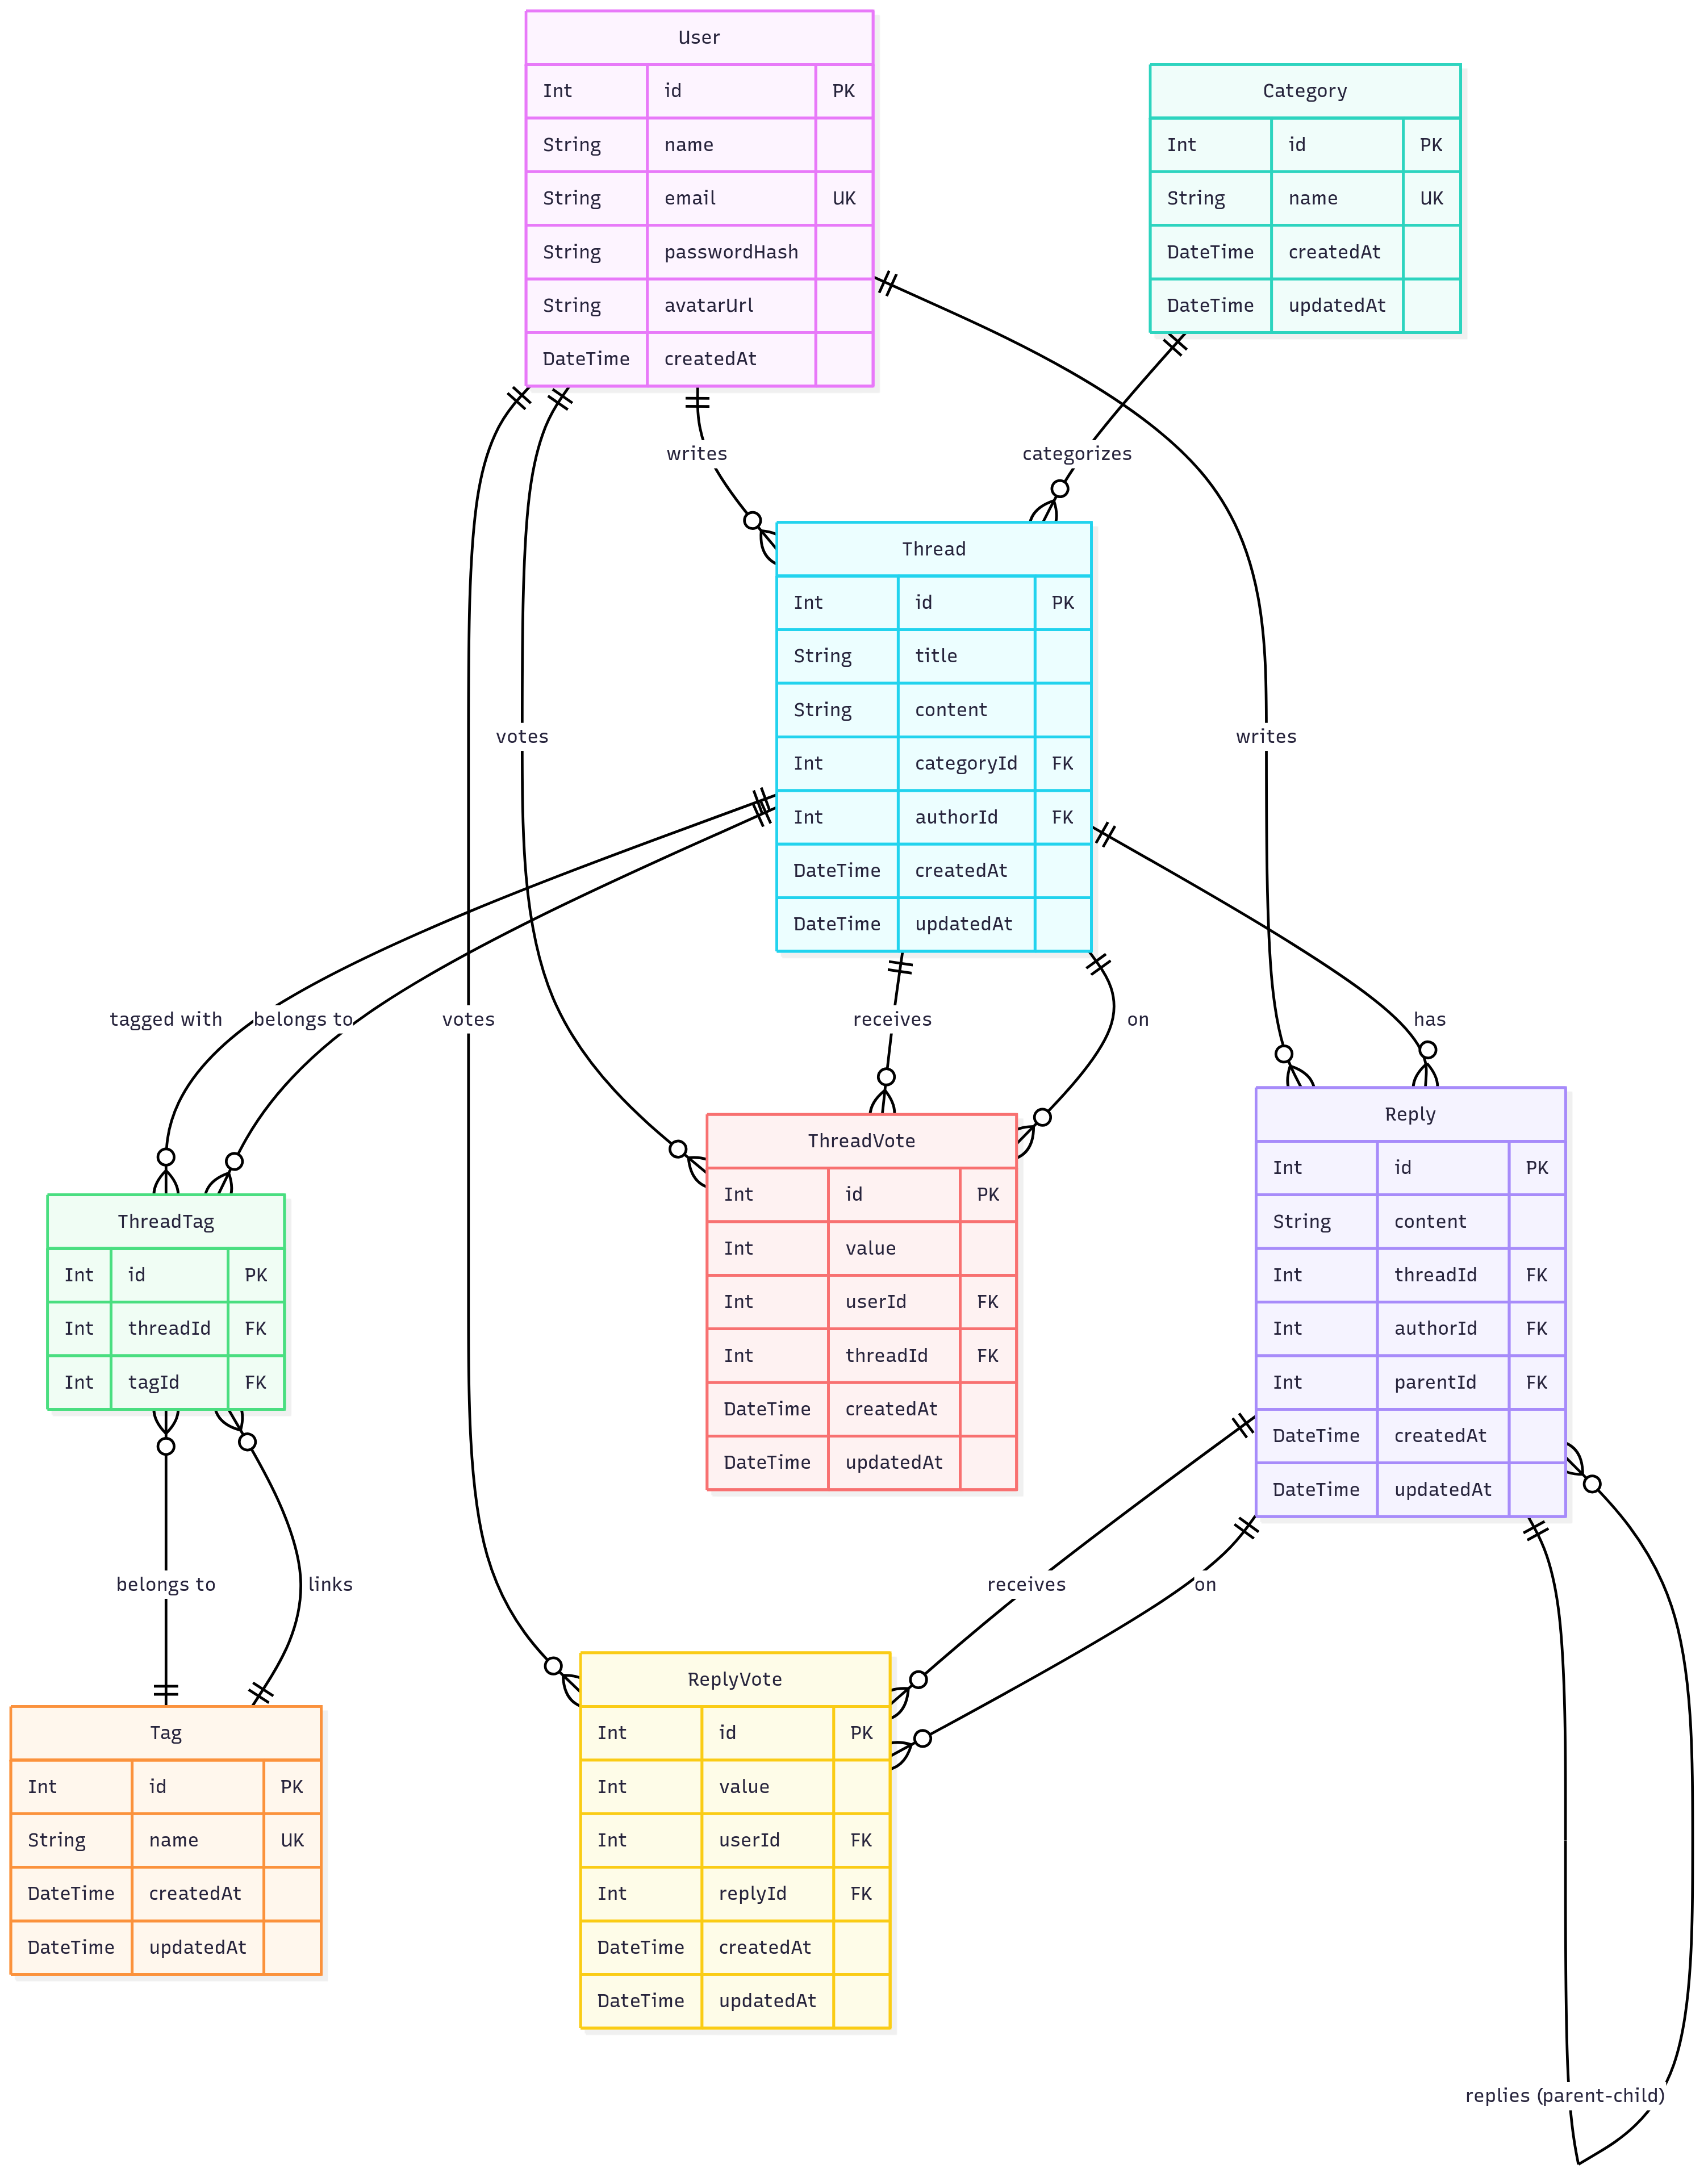 User
Int id PK
String name
String email UK
String passwordHash
String avatarUrl
DateTime createdAt
Category
Int id PK
String name UK
DateTime createdAt
DateTime updatedAt
writes
categorizes
Thread
Int id PK
String title
String content
Int categoryId FK
Int authorId FK
DateTime createdAt
DateTime updatedAt
votes
writes
tagged with
belongs to
votes
receives
on
has
ThreadVote
Int id PK
Int value
Int userId FK
Int threadId FK
DateTime createdAt
DateTime updatedAt
Reply
Int id PK
String content
Int threadId FK
Int authorId FK
Int parentId FK
DateTime createdAt
DateTime updatedAt
ThreadTag
Int id PK
Int threadId FK
Int tagId FK
belongs to
links
receives
on
ReplyVote
Int id PK
Int value
Int userId FK
Int replyId FK
DateTime createdAt
DateTime updatedAt
Tag
Int id PK
String name UK
DateTime createdAt
DateTime updatedAt
replies (parent-child)